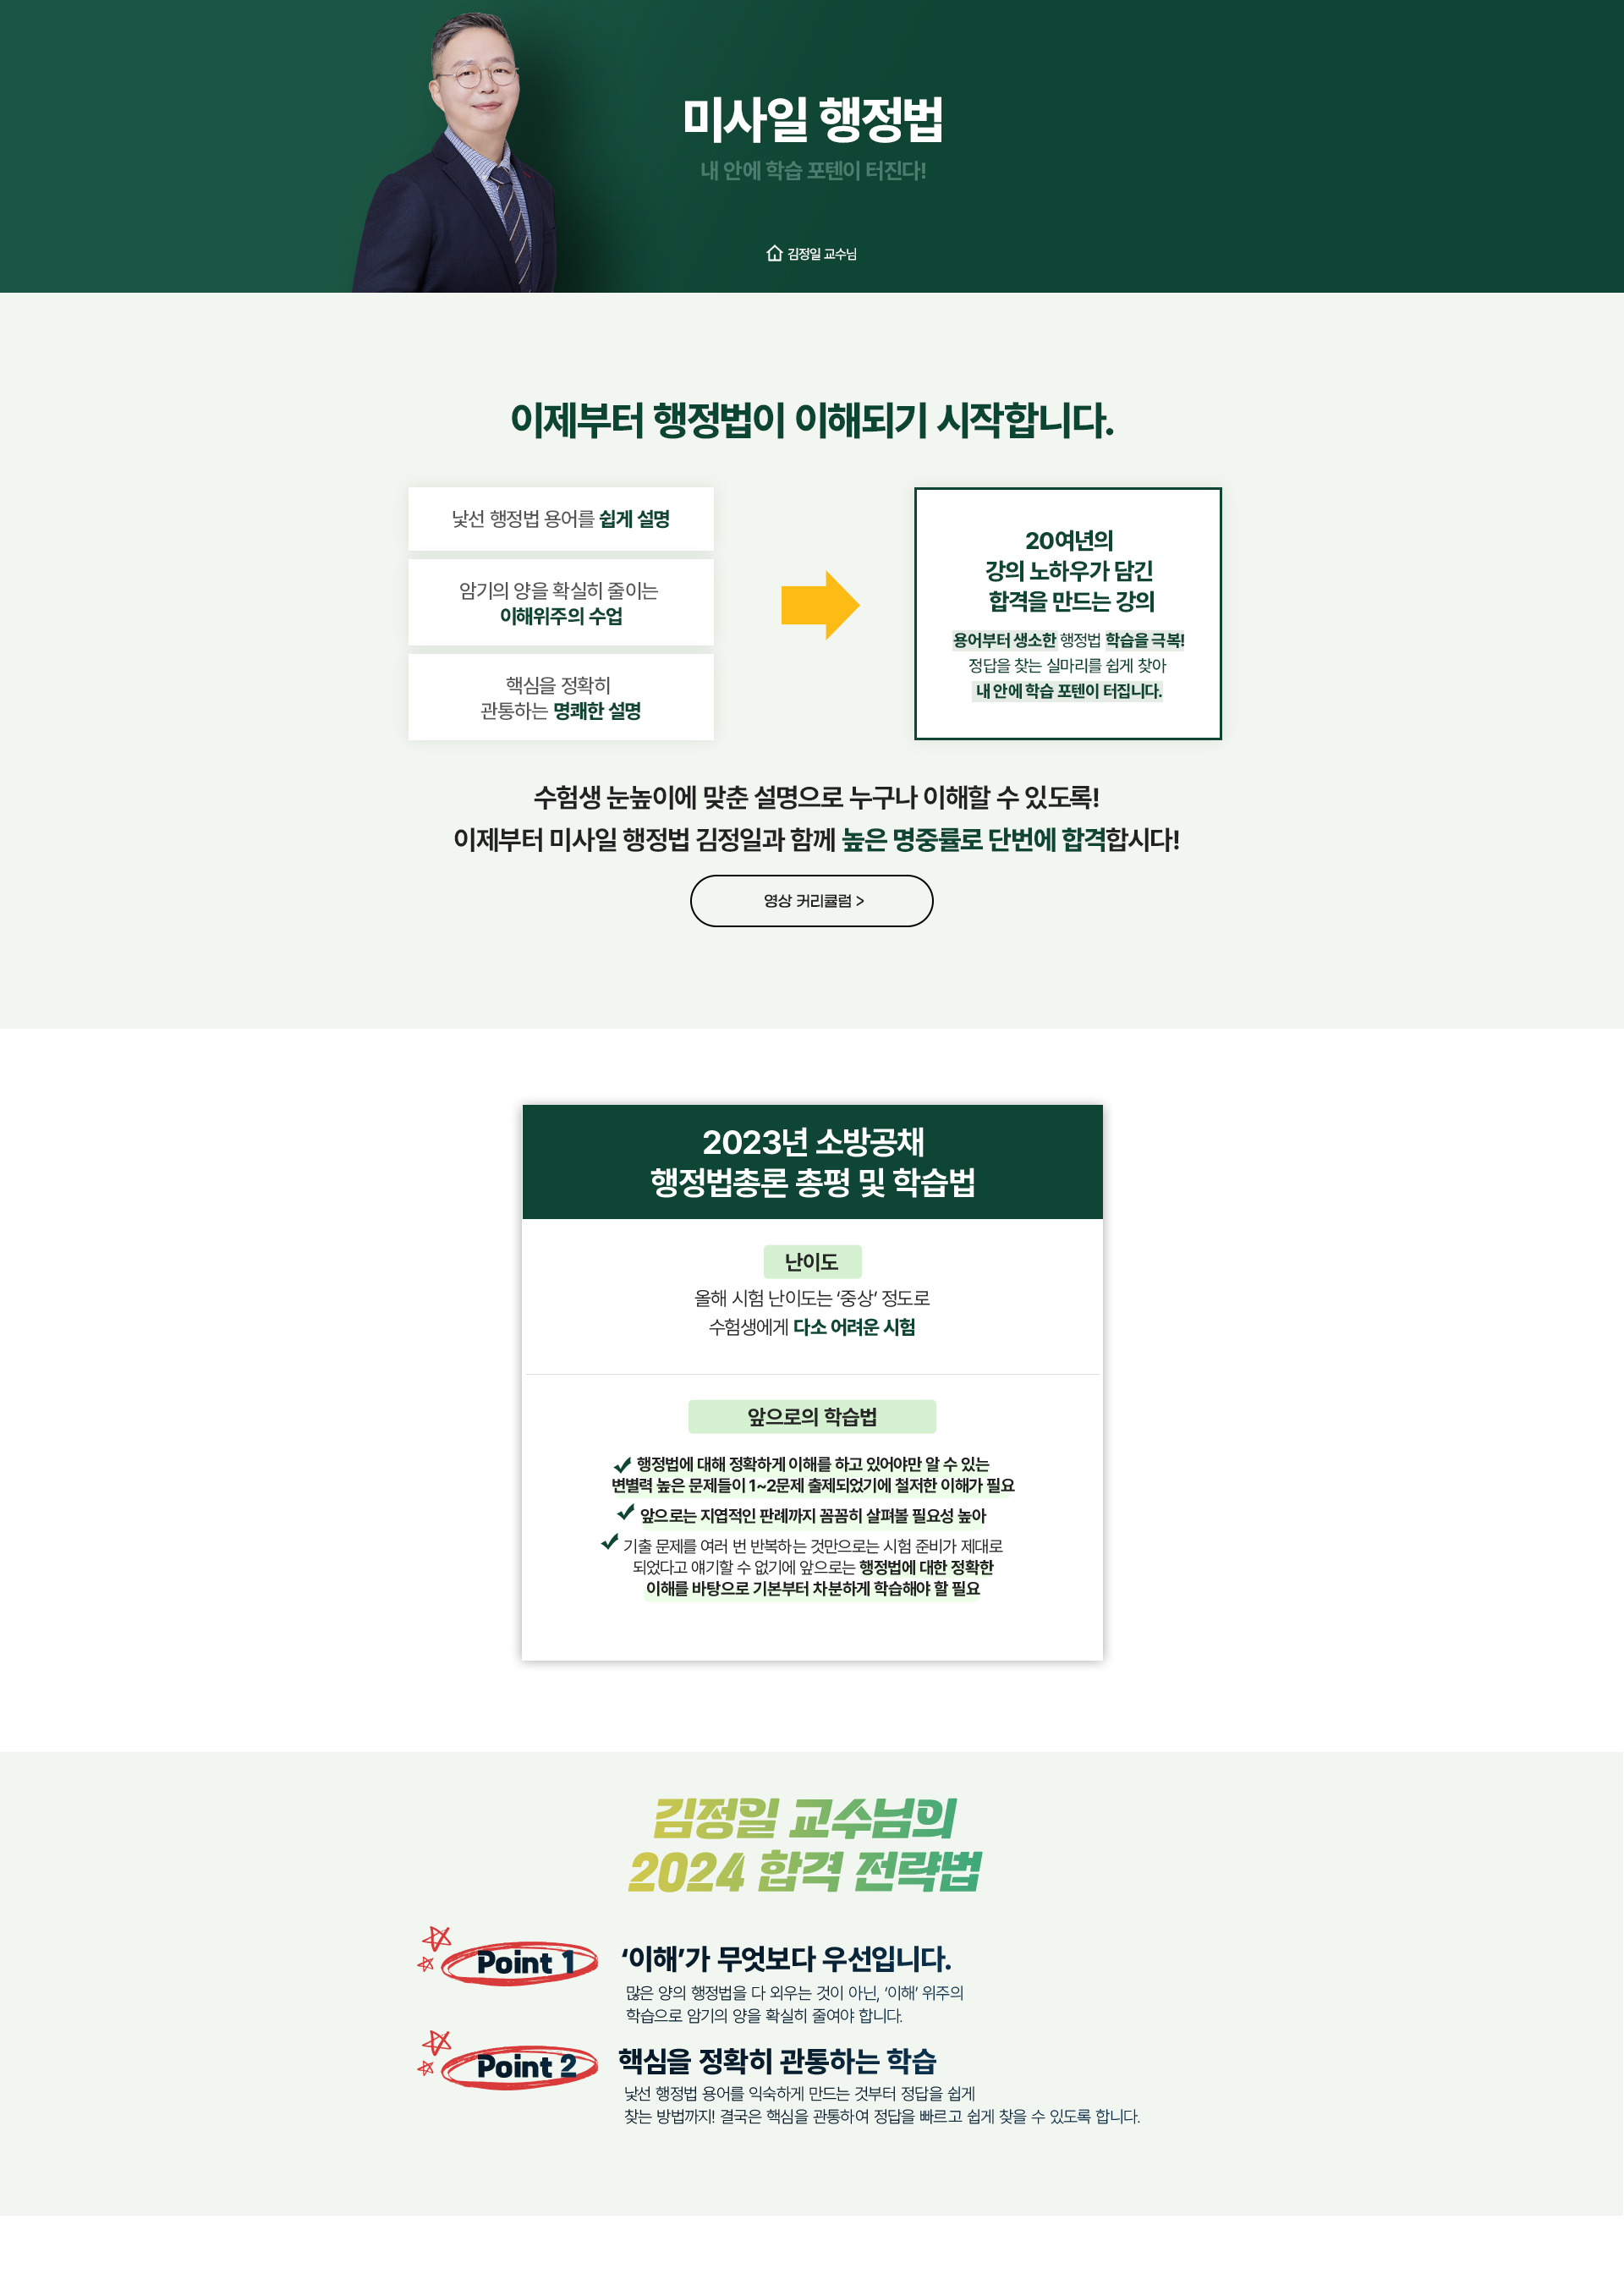 미사일 행정법
내 안에 학습 포텐이 터진다!
김정일 교수님
이제부터 행정법이 이해되기 시작합니다.
낯선 행정법 용어를 쉽게 설명
암기의 양을 확실히 줄이는
이해위주의 수업
핵심을 정확히
관통하는 명쾌한 설명
20여년의
강의 노하우가 담긴
합격을 만드는 강의
용어부터 생소한 행정법 학습을 극복!
정답을 찾는 실마리를 쉽게 찾아
내 안에 학습 포텐이 터집니다.
수험생 눈높이에 맞춘 설명으로 누구나 이해할 수 있도록!
이제부터 미사일 행정법 김정일과 함께 높은 명중률로 단번에 합격합시다!
영상 커리큘럼 >
2023년 소방공채
행정법총론 총평 및 학습법
난이도
올해 시험 난이도는 ‘중상‘ 정도로
수험생에게 다소 어려운 시험
앞으로의 학습법
행정법에 대해 정확하게 이해를 하고 있어야만 알 수 있는
변별력 높은 문제들이 1~2문제 출제되었기에 철저한 이해가 필요
앞으로는 지엽적인 판례까지 꼼꼼히 살펴볼 필요성 높아
기출 문제를 여러 번 반복하는 것만으로는 시험 준비가 제대로
되었다고 얘기할 수 없기에 앞으로는 행정법에 대한 정확한
이해를 바탕으로 기본부터 차분하게 학습해야 할 필요
김정일 교수님의
2024 합격 전략법
Point 1
‘이해’가 무엇보다 우선입니다.
많은 양의 행정법을 다 외우는 것이 아닌, ‘이해’ 위주의
학습으로 암기의 양을 확실히 줄여야 합니다.
Point 2
핵심을 정확히 관통하는 학습
낯선 행정법 용어를 익숙하게 만드는 것부터 정답을 쉽게
찾는 방법까지! 결국은 핵심을 관통하여 정답을 빠르고 쉽게 찾을 수 있도록 합니다.